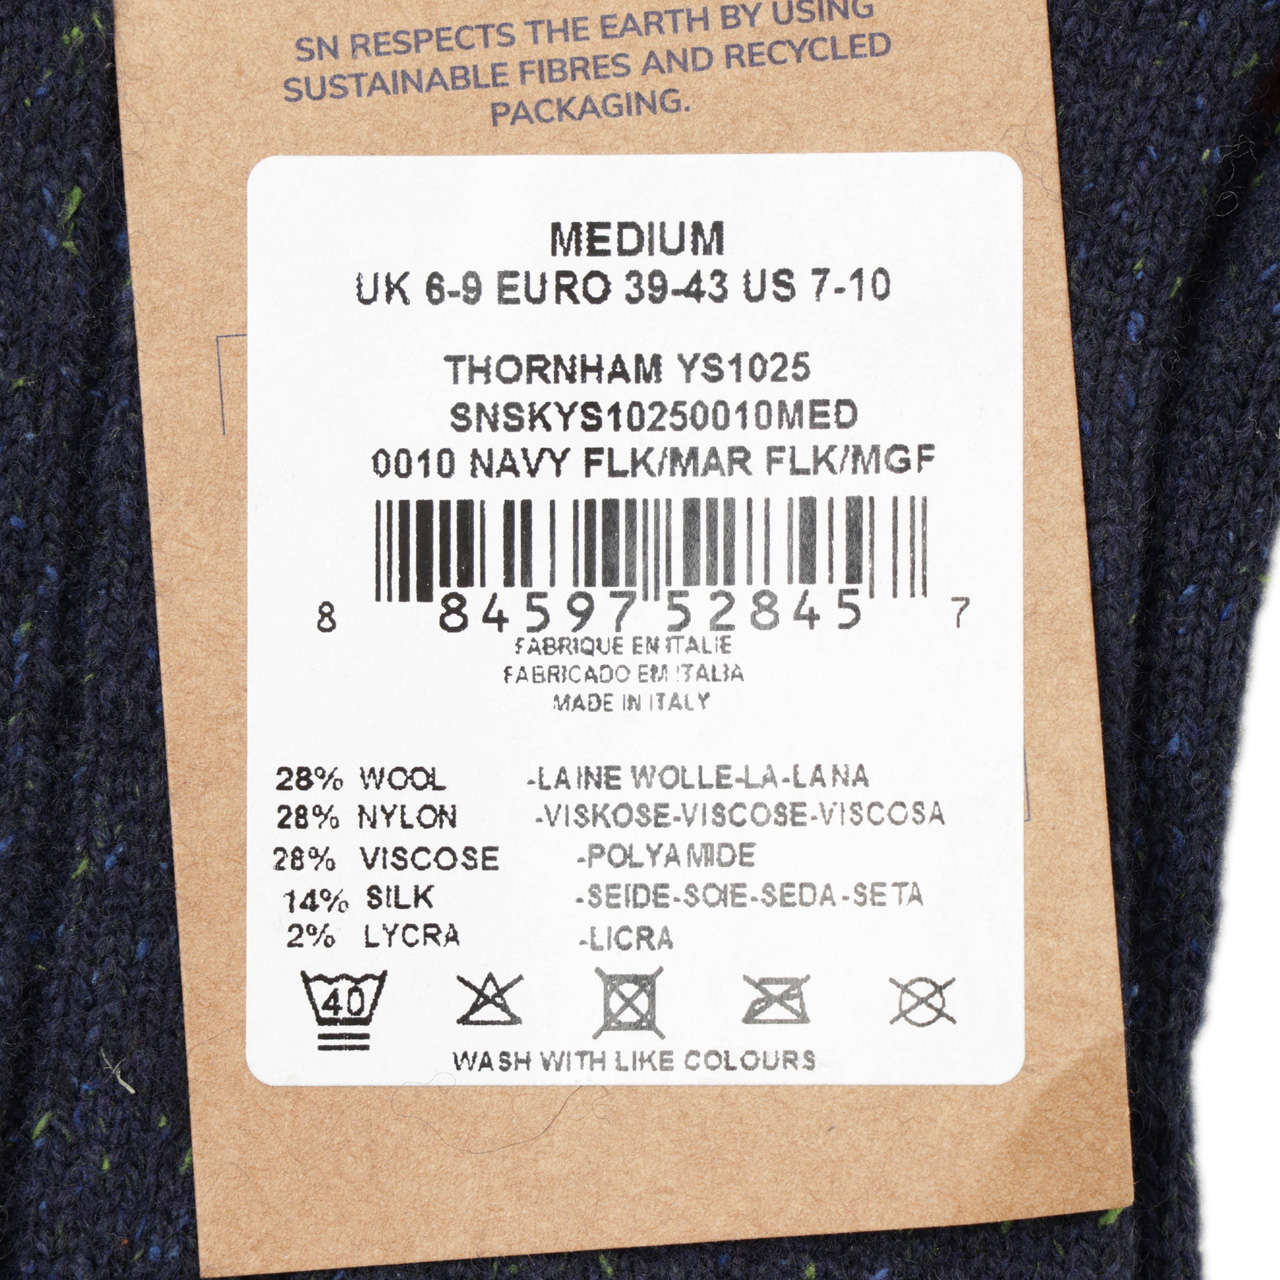 SN RESPECTS THE EARTH BY USING
SUSTAINABLE FIBRES AND RECYCLED
PACKAGING.
MEDIUM
UK 6-9 EURO 39-43 US 7-10
THORNHAM YS1025
SNSKYS10250010MED
0010 NAVY FLK/MAR FLK/MGF
8 84597 52845 7
FABRIQUE EN ITALIE
FABRICADO EM ITALIA
MADE IN ITALY
28% WOOL -LAINE WOLLE-LA-LANA
28% NYLON -VISKOSE-VISCOSE-VISCOSA
28% VISCOSE -POLYAMIDE
14% SILK -SEIDE-SOIE-SEDA-SETA
2% LYCRA -LICRA
40
WASH WITH LIKE COLOURS